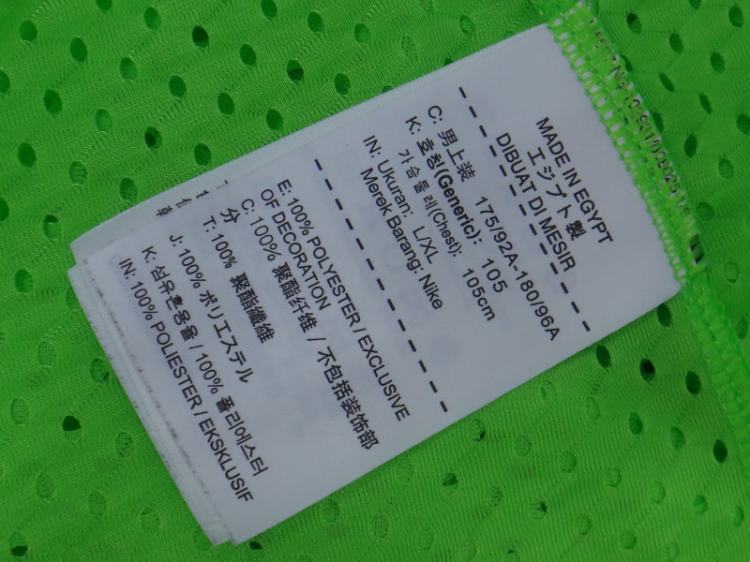 MADE IN EGYPT
エジプト製
DIBUAT DI MESIR
C: 男上装 175/92A-180/96A
K: 호칭(Generic): 105
가슴둘레(Chest): 105cm
IN: Ukuran: L/XL
Merek Barang: Nike
E: 100% POLYESTER / EXCLUSIVE
OF DECORATION
C: 100% 聚酯纤维 / 不包括装饰部
分
T: 100% 聚酯纖維
J: 100% ポリエステル
K: 섬유혼용율 / 100% 폴리에스터
IN: 100% POLIESTER / EKSKLUSIF